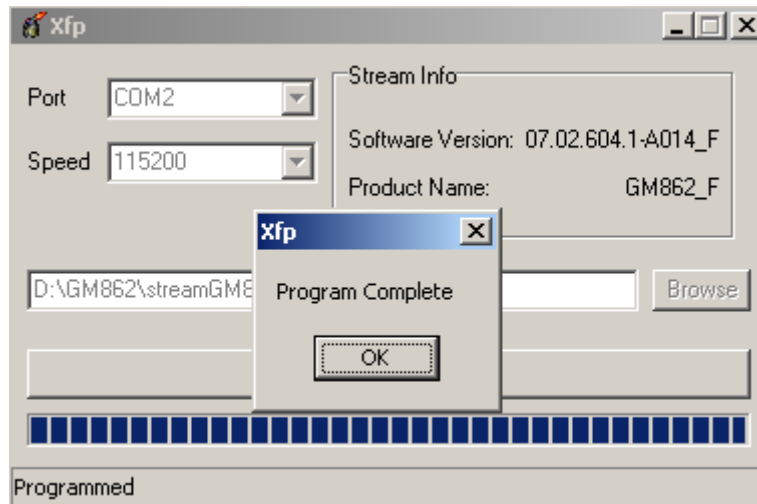 Xfp
Stream Info
Port COM2
Software Version: 07.02.604.1-A014_F
Speed 115200
Product Name: GM862_F
Xfp
D:\GM862\streamGM8
Program Complete
Browse
OK
Programmed